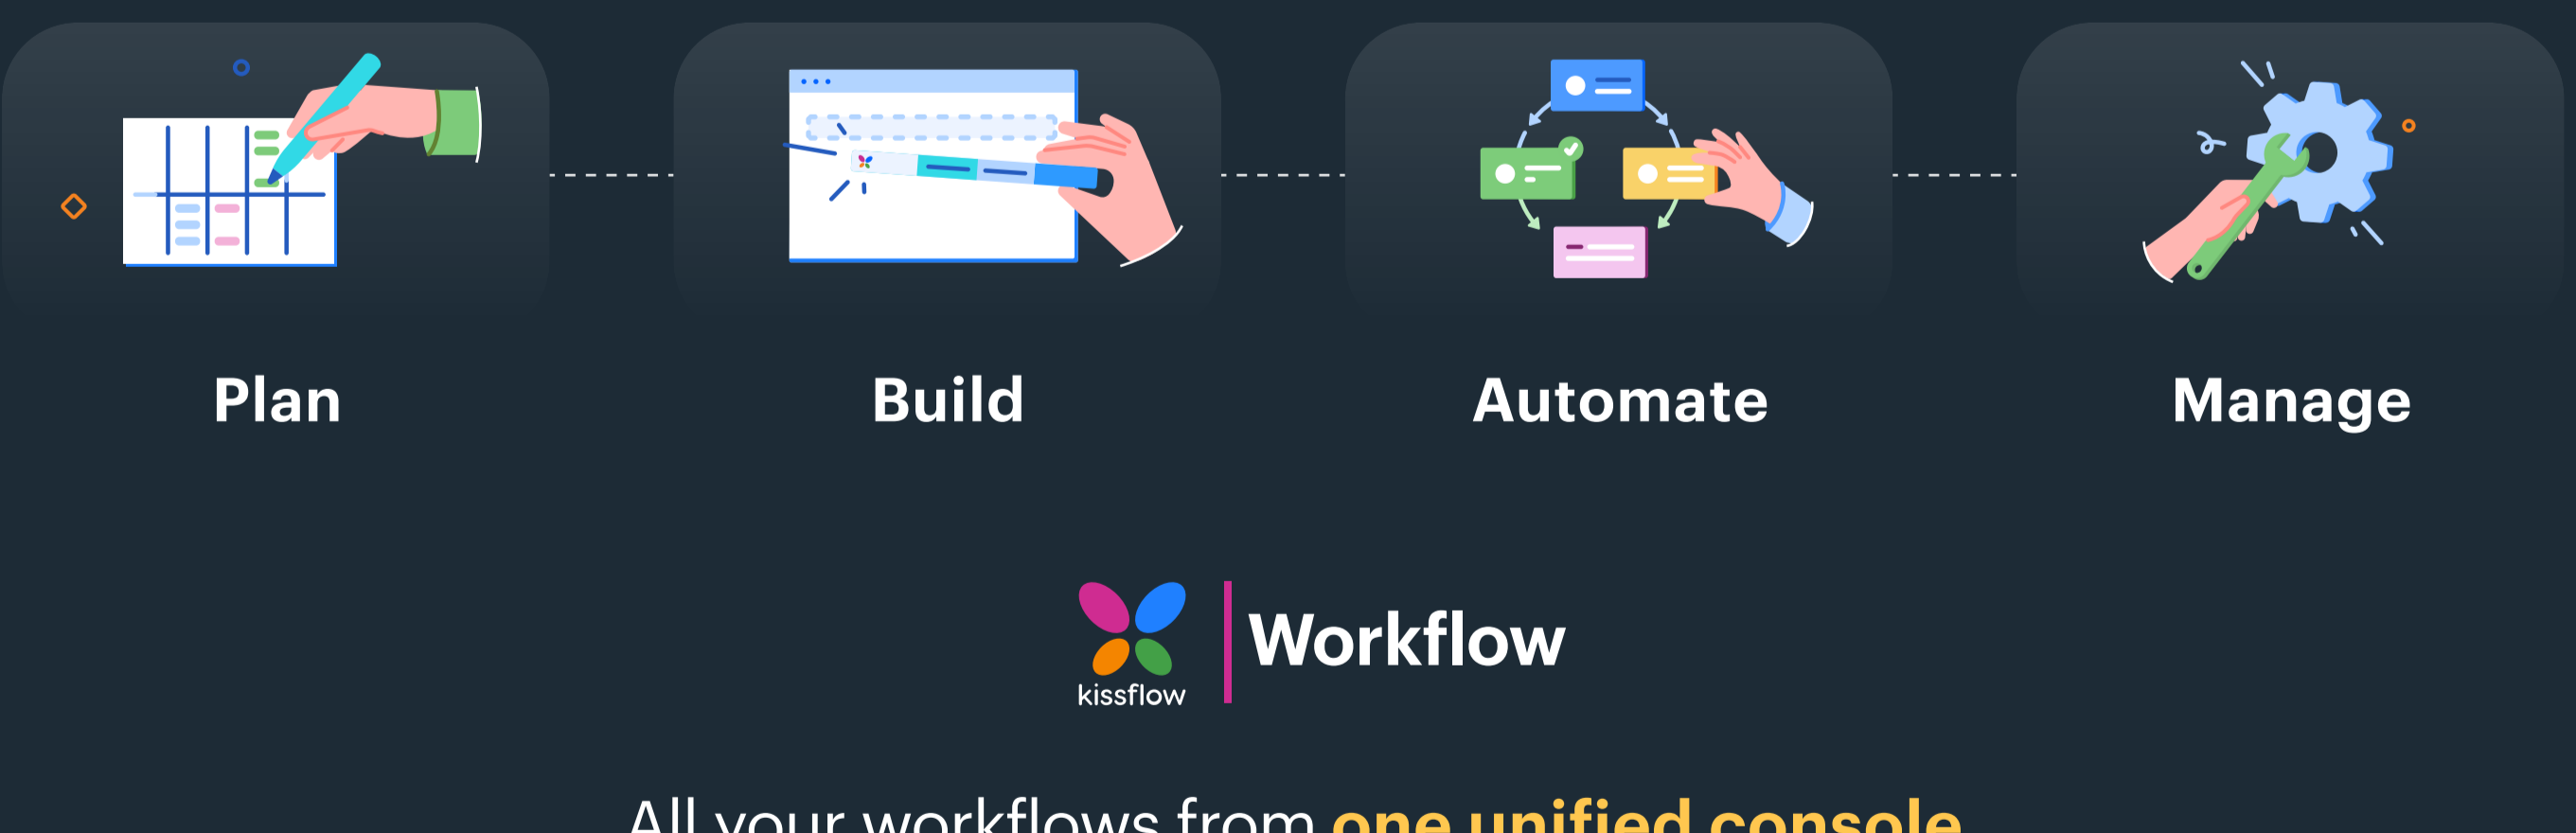 Plan
Build
Automate
Manage
kissflow
Workflow
All your workflows from one unified console